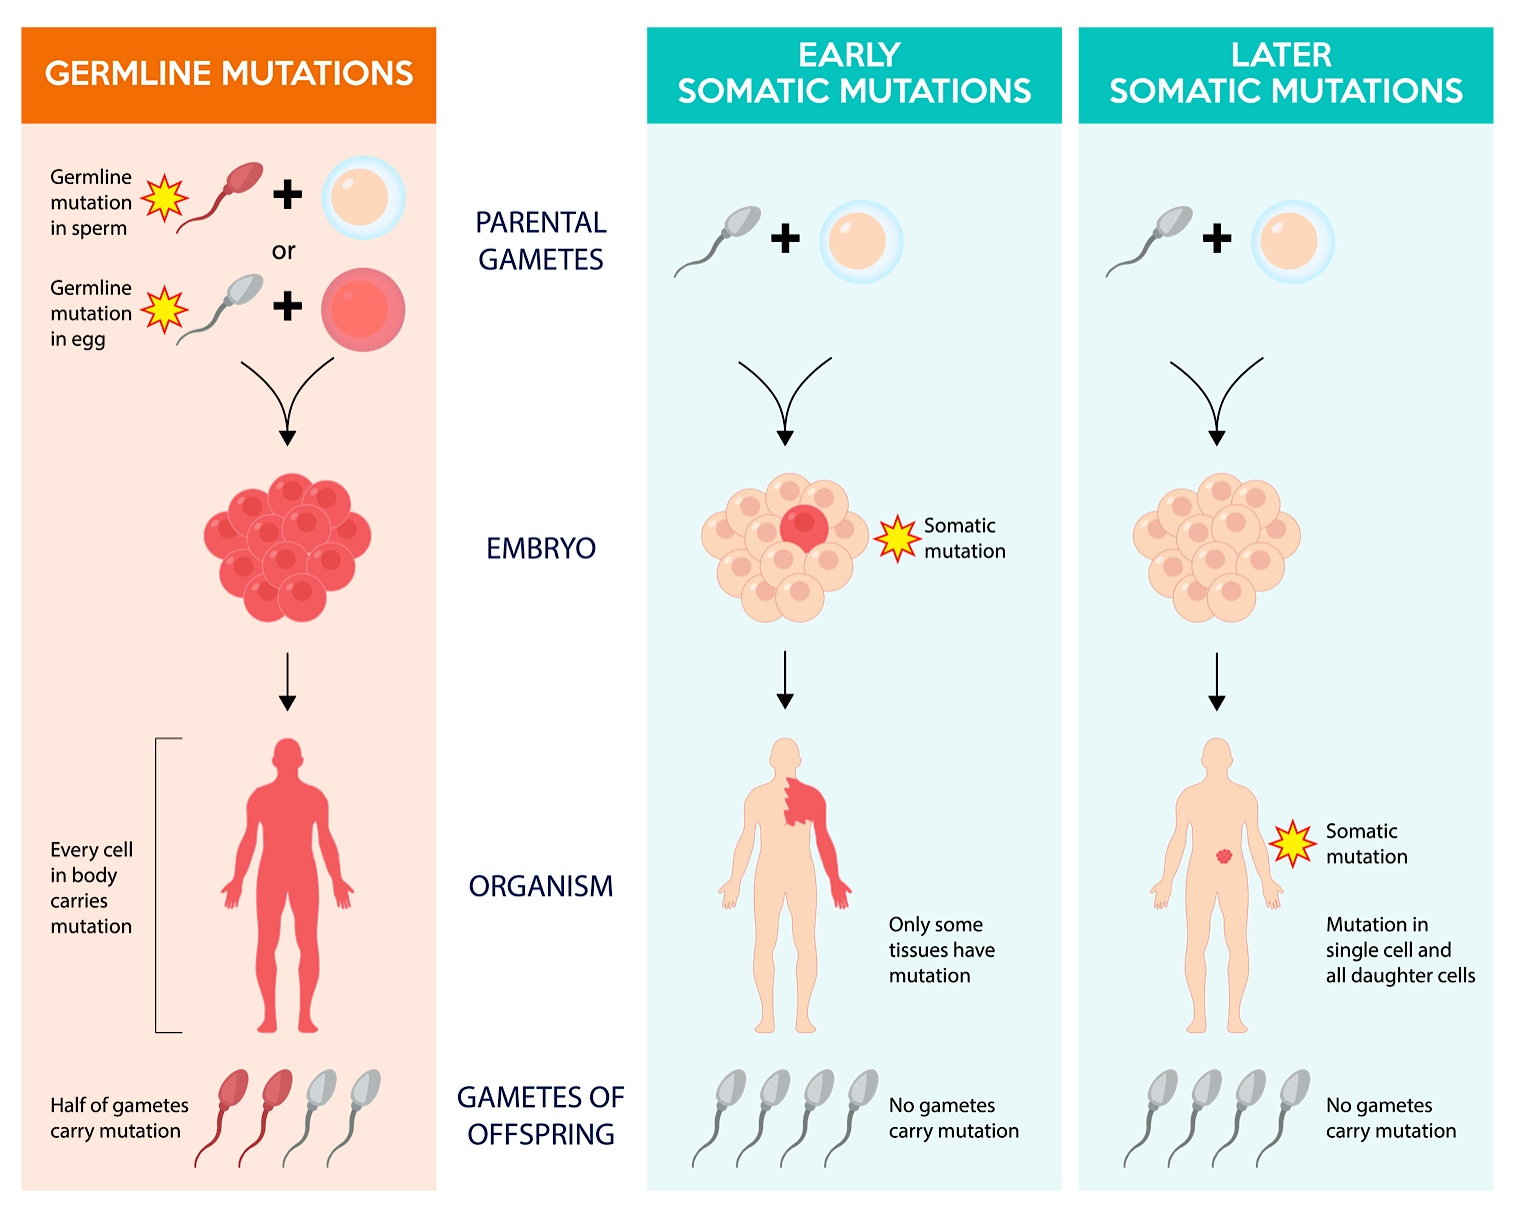 GERMLINE MUTATIONS
EARLY
SOMATIC MUTATIONS
LATER
SOMATIC MUTATIONS
Germline
mutation
in sperm
or
Germline
mutation
in egg
PARENTAL
GAMETES
EMBRYO
Somatic
mutation
Every cell
in body
carries
mutation
ORGANISM
Only some
tissues have
mutation
Somatic
mutation
Mutation in
single cell and
all daughter cells
Half of gametes
carry mutation
GAMETES OF
OFFSPRING
No gametes
carry mutation
No gametes
carry mutation